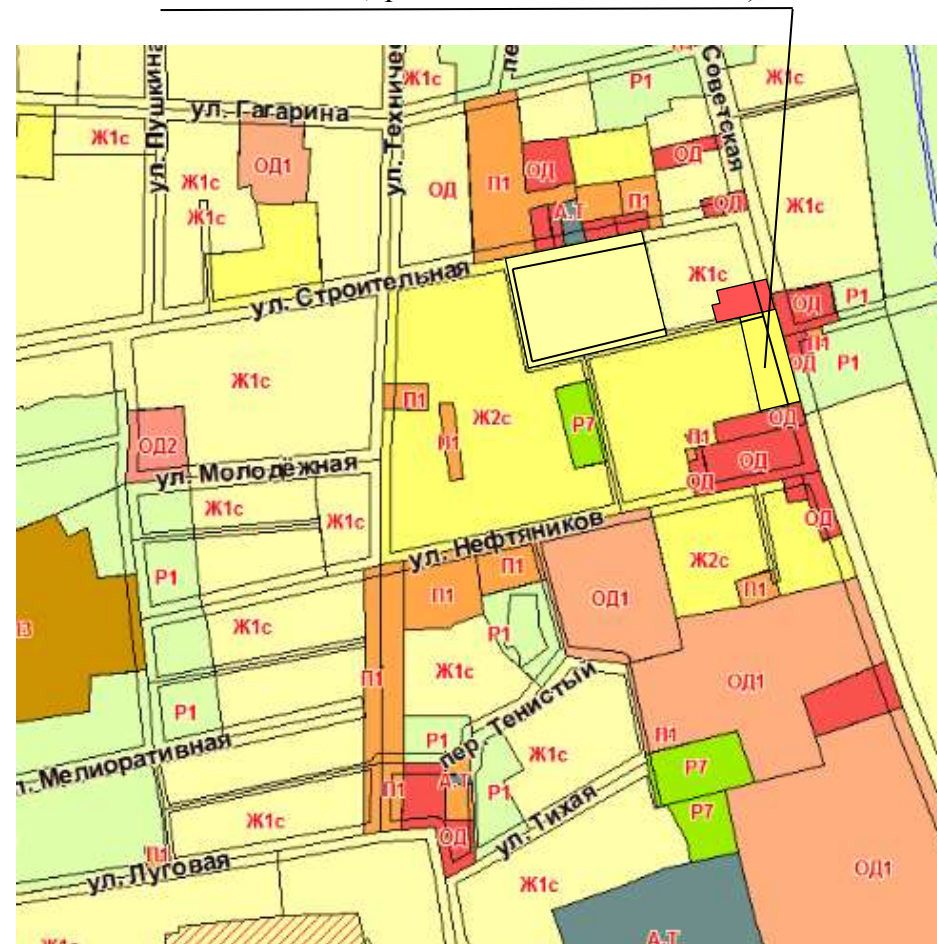 Ж1с
Р1
Ж1с
Советская
ул. Пушкина
ул. Гагарина
ул. Техничес
Ж1с
ОД1
Ж1с
Ж1с
ОД
П1
ОД
ОД
А.Т
П1
ОД
Ж1с
ул. Строительная
Ж1с
ОД
Р1
П1
ОД
Р1
Ж1с
П1
Ж2с
П1
Р7
ОД
П1
ОД
ОД
ОД
ОД2
ул. Молодёжная
Ж1с
Ж1с
ул. Нефтяников
Ж2с
П1
Р1
П1
П1
ОД1
Ж1с
Р1
П1
Ж1с
ОД1
Р1
Р1
пер. Тенистый
Ж1с
П1
Р7
л. Мелиоративная
П1
А.Т
Р1
Р7
Ж1с
ОД
ул. Тихая
П1
ул. Луговая
Ж1с
ОД1
А.Т